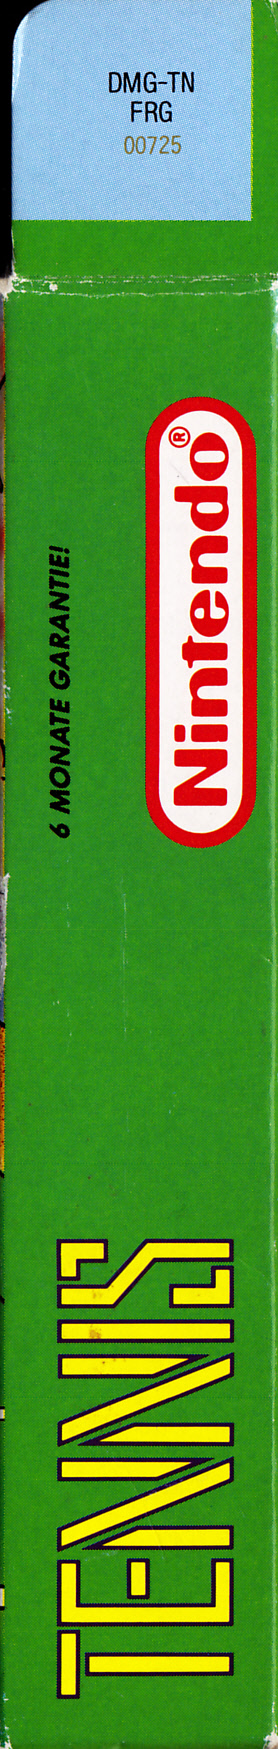 DMG-TN
FRG
00725
Nintendo®
6 MONATE GARANTIE!
TENNIS